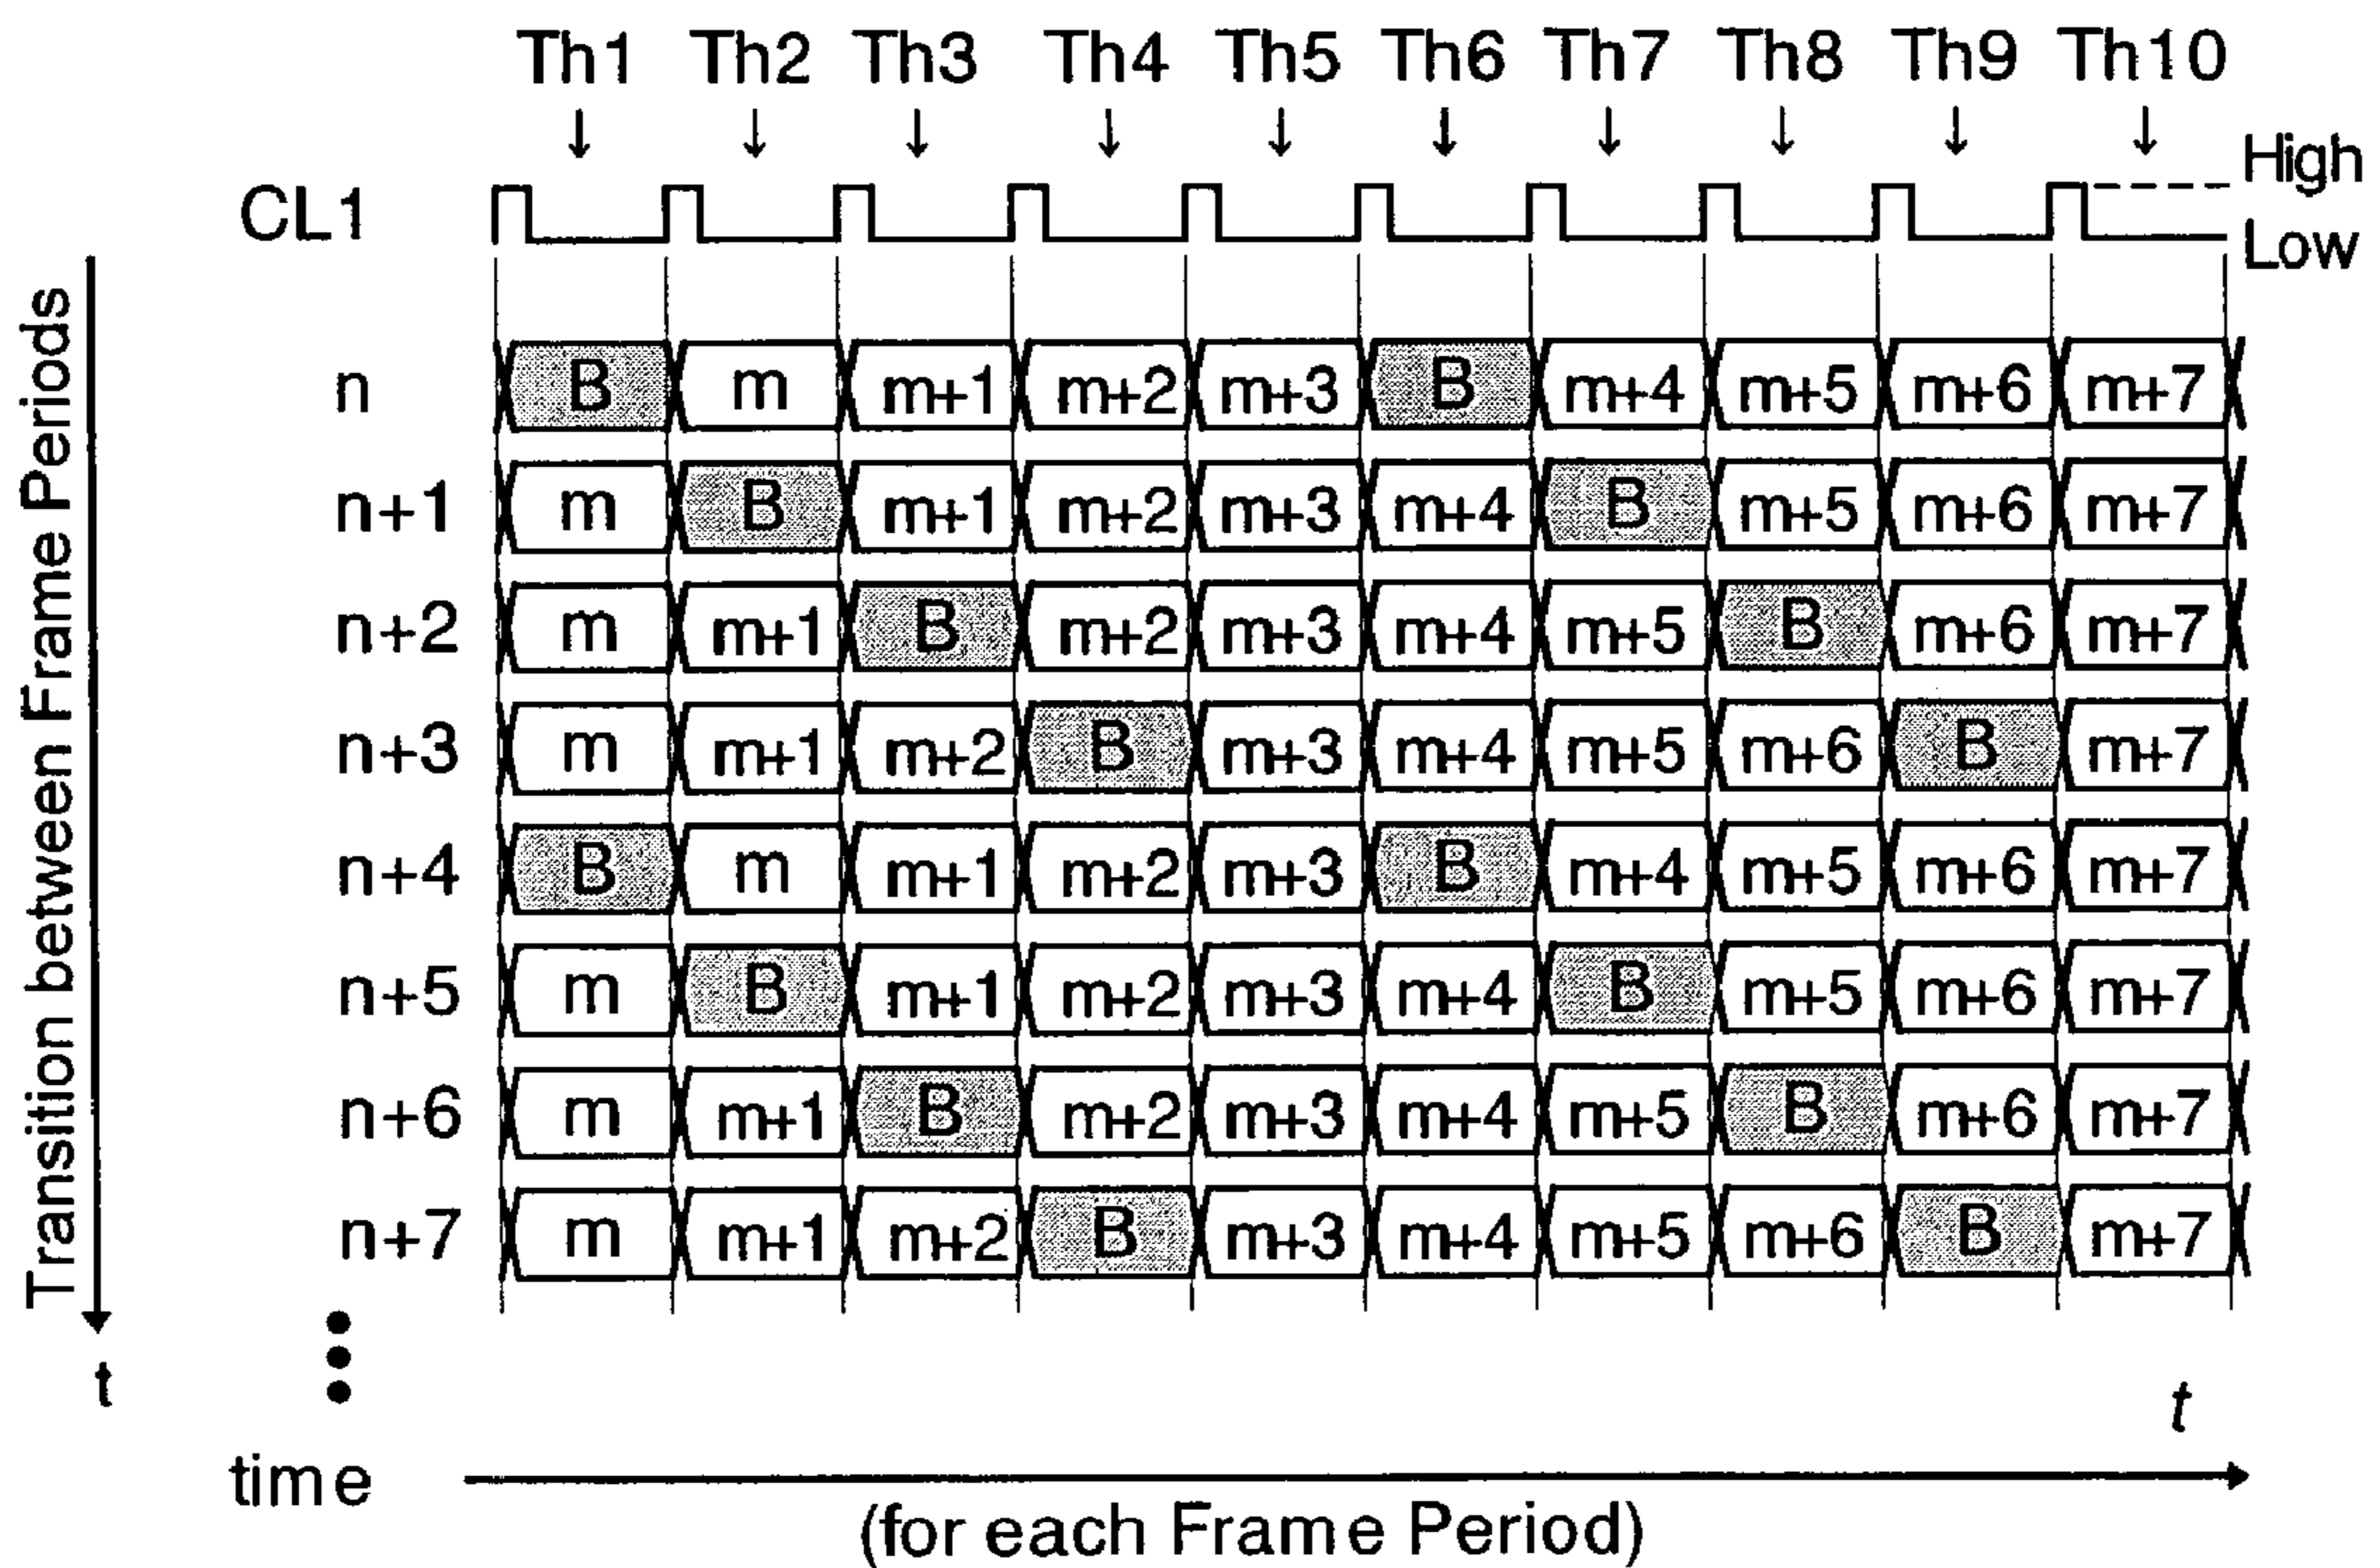 Th1 Th2 Th3 Th4 Th5 Th6 Th7 Th8 Th9 Th10
High
CL1
Low
Transition between Frame Periods
n B m m+1 m+2 m+3 B m+4 m+5 m+6 m+7
n+1 m B m+1 m+2 m+3 m+4 B m+5 m+6 m+7
n+2 m m+1 B m+2 m+3 m+4 m+5 B m+6 m+7
n+3 m m+1 m+2 B m+3 m+4 m+5 m+6 B m+7
n+4 B m m+1 m+2 m+3 B m+4 m+5 m+6 m+7
n+5 m B m+1 m+2 m+3 m+4 B m+5 m+6 m+7
n+6 m m+1 B m+2 m+3 m+4 m+5 B m+6 m+7
n+7 m m+1 m+2 B m+3 m+4 m+5 m+6 B m+7
t
t
time
(for each Frame Period)